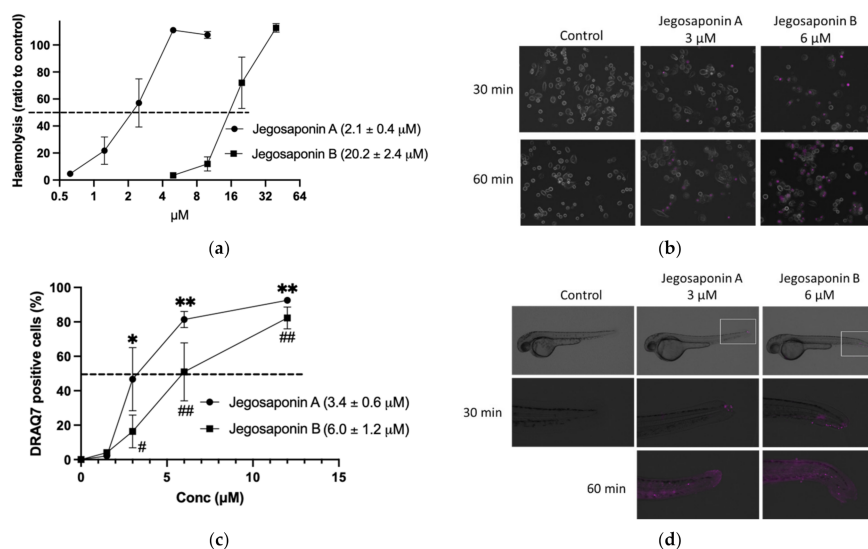 Haemolysis (ratio to control)
100
80
60
40
20
0
0.5
1
2
4
8
16
32
64
µM
Jegosaponin A (2.1 ± 0.4 µM)
Jegosaponin B (20.2 ± 2.4 µM)
(a)
Control
Jegosaponin A
3 µM
Jegosaponin B
6 µM
30 min
60 min
(b)
DRAQ7 positive cells (%)
100
80
60
40
20
0
0
5
10
15
Conc (µM)
*
**
**
#
##
##
Jegosaponin A (3.4 ± 0.6 µM)
Jegosaponin B (6.0 ± 1.2 µM)
(c)
Control
Jegosaponin A
3 µM
Jegosaponin B
6 µM
30 min
60 min
(d)